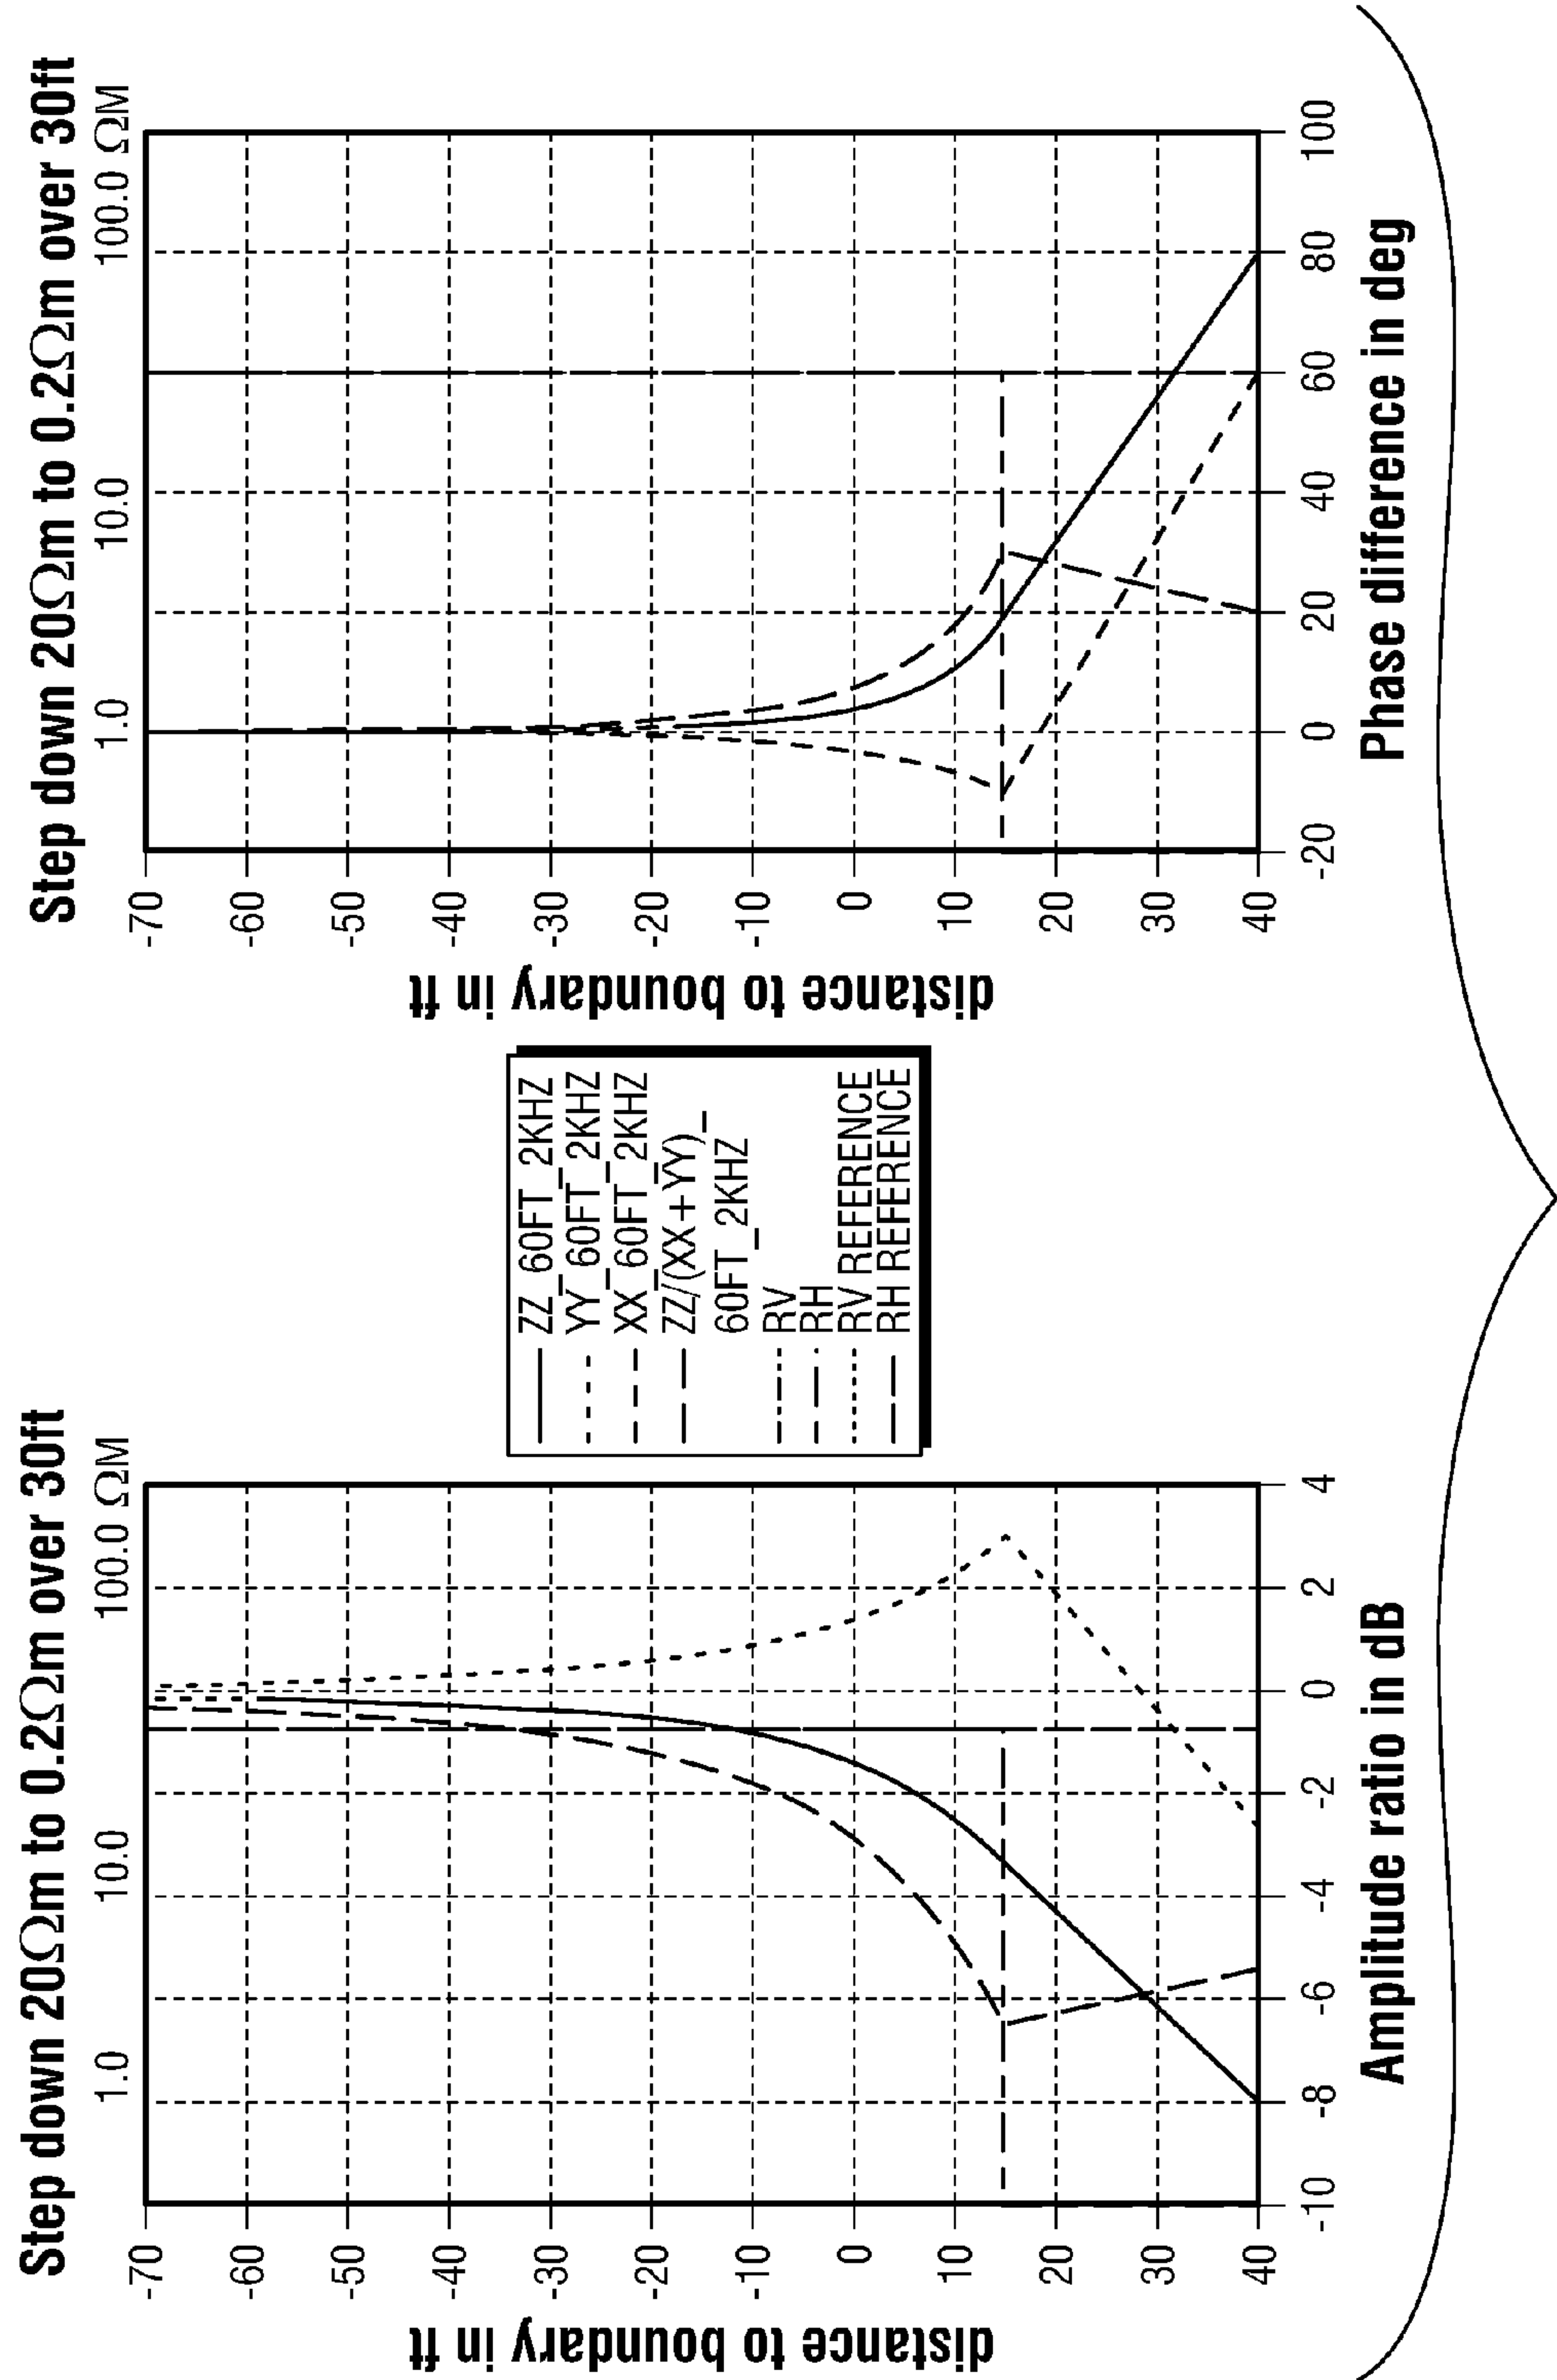 Step down 20Ωm to 0.2Ωm over 30ft
1.0 10.0 100.0 ΩM
distance to boundary in ft
-70
-60
-50
-40
-30
-20
-10
0
10
20
30
40
-10 -8 -6 -4 -2 0 2 4
Amplitude ratio in dB
ZZ_60FT_2KHZ
YY_60FT_2KHZ
XX_60FT_2KHZ
ZZ/(XX+YY)_
60FT_2KHZ
RV
RH
RV REFERENCE
RH REFERENCE
Step down 20Ωm to 0.2Ωm over 30ft
1.0 10.0 100.0 ΩM
distance to boundary in ft
-70
-60
-50
-40
-30
-20
-10
0
10
20
30
40
-20 0 20 40 60 80 100
Phase difference in deg